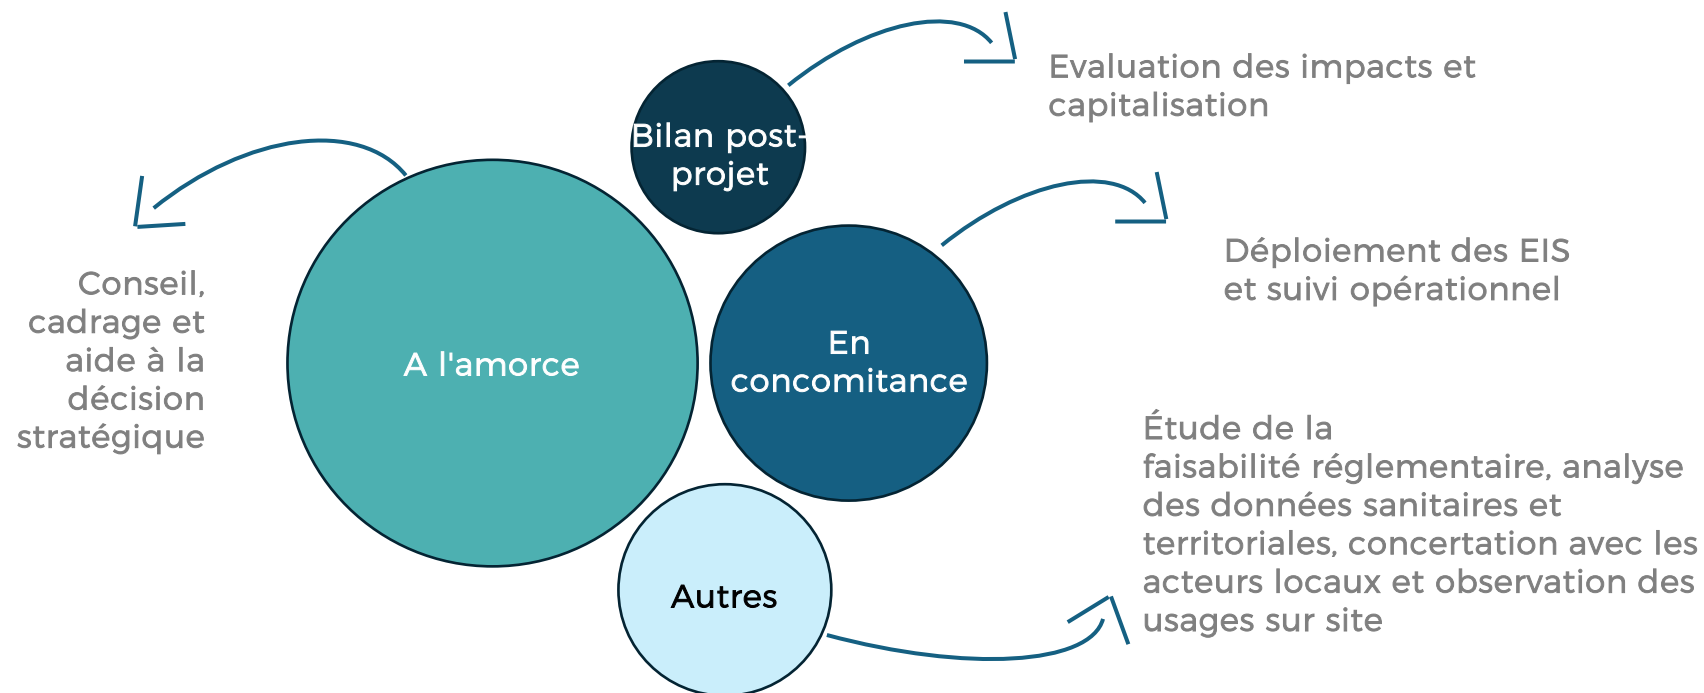 Evaluation des impacts et
capitalisation
Bilan post-
projet
Déploiement des EIS
et suivi opérationnel
Conseil,
cadrage et
aide à la
décision
stratégique
A l'amorce
En
concomitance
Étude de la
faisabilité réglementaire, analyse
des données sanitaires et
territoriales, concertation avec les
acteurs locaux et observation des
usages sur site
Autres